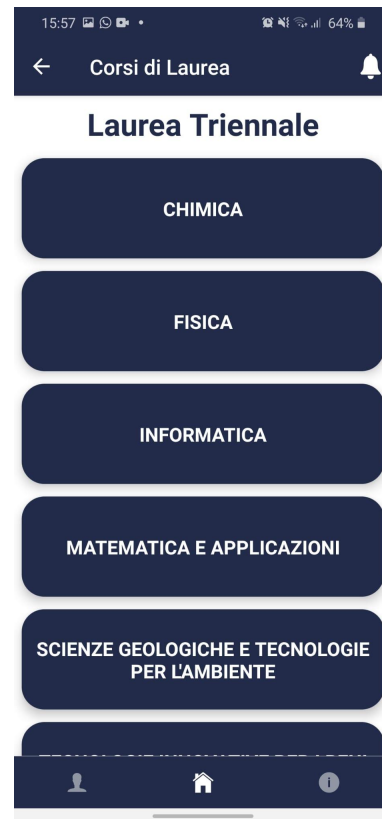 15:57
64%
Corsi di Laurea
Laurea Triennale
CHIMICA
FISICA
INFORMATICA
MATEMATICA E APPLICAZIONI
SCIENZE GEOLOGICHE E TECNOLOGIE
PER L'AMBIENTE